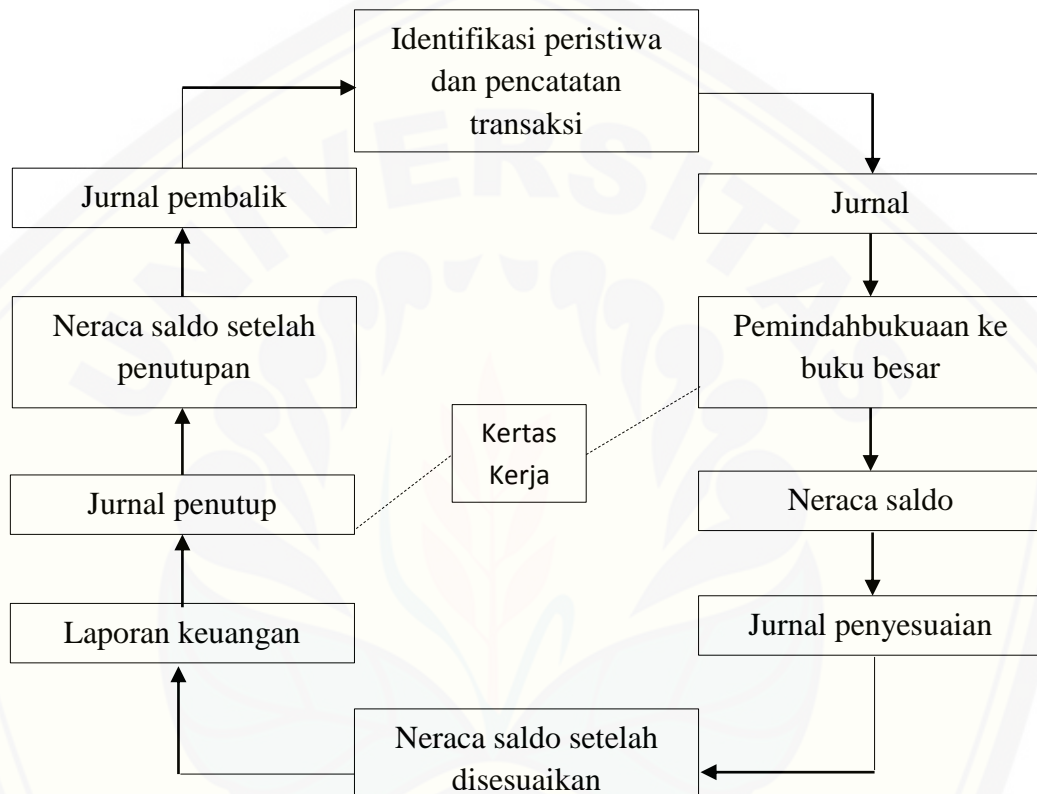 Identifikasi peristiwa
dan pencatatan
transaksi
Jurnal pembalik
Jurnal
Neraca saldo setelah
penutupan
Pemindahbukuaan ke
buku besar
Kertas
Kerja
Jurnal penutup
Neraca saldo
Laporan keuangan
Jurnal penyesuaian
Neraca saldo setelah
disesuaikan
UNIVERSITAS